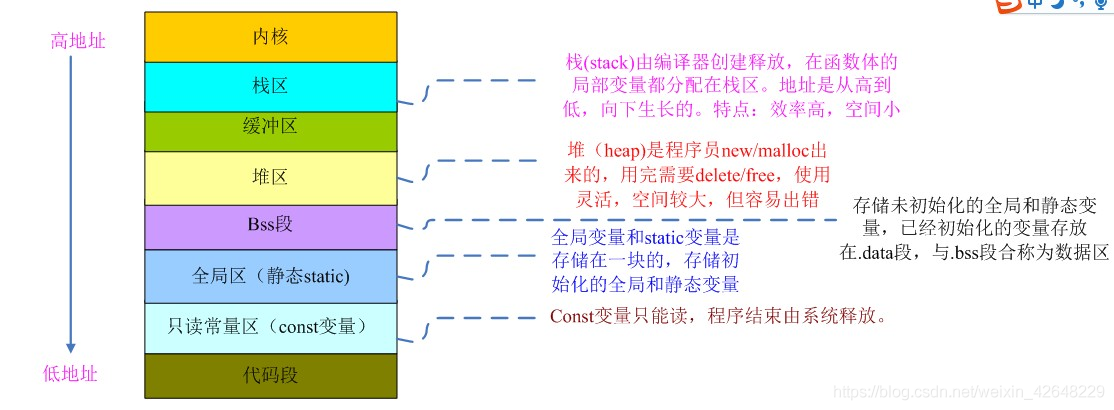 中
高地址
内核
栈区
缓冲区
堆区
Bss段
全局区（静态static)
只读常量区（const变量）
代码段
低地址
栈(stack)由编译器创建释放，在函数体的
局部变量都分配在栈区。地址是从高到
低，向下生长的。特点：效率高，空间小
堆（heap)是程序员new/malloc出
来的，用完需要delete/free，使用
灵活，空间较大，但容易出错
存储未初始化的全局和静态变
量，已经初始化的变量存放
在.data段，与.bss段合称为数据区
全局变量和static变量是
存储在一块的，存储初
始化的全局和静态变量
Const变量只能读，程序结束由系统释放。
https://blog.csdn.net/weixin_42648229